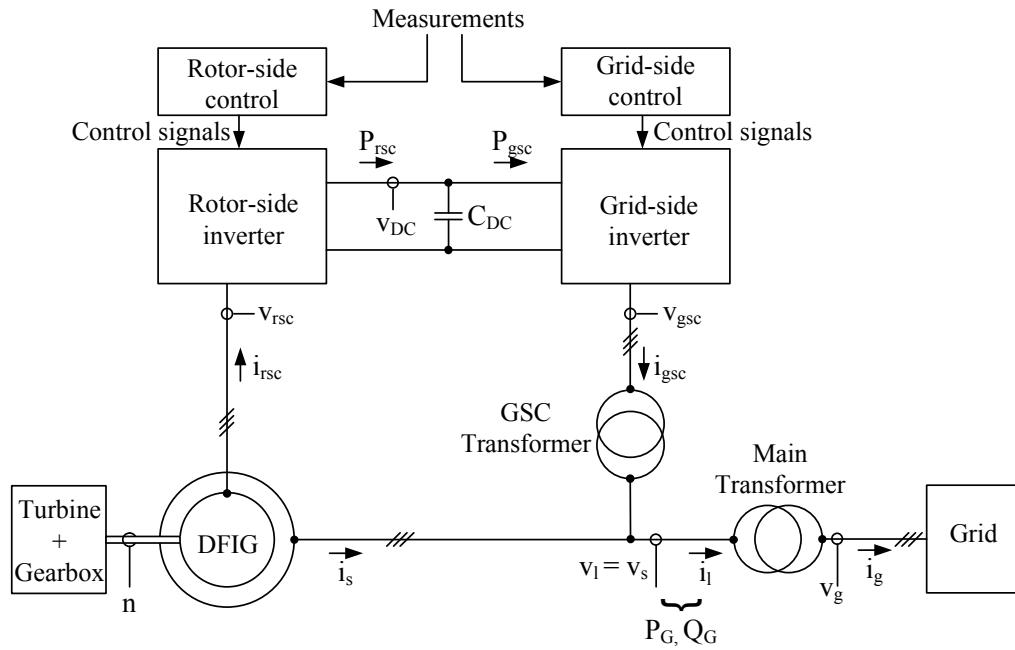 Measurements
Rotor-side
control
Grid-side
control
Control signals
Control signals
P_rsc
P_gsc
Rotor-side
inverter
v_DC
C_DC
Grid-side
inverter
v_rsc
v_gsc
i_rsc
i_gsc
GSC
Transformer
Main
Transformer
Turbine
+
Gearbox
DFIG
Grid
n
i_s
v_l = v_s
i_l
v_g
i_g
P_G, Q_G